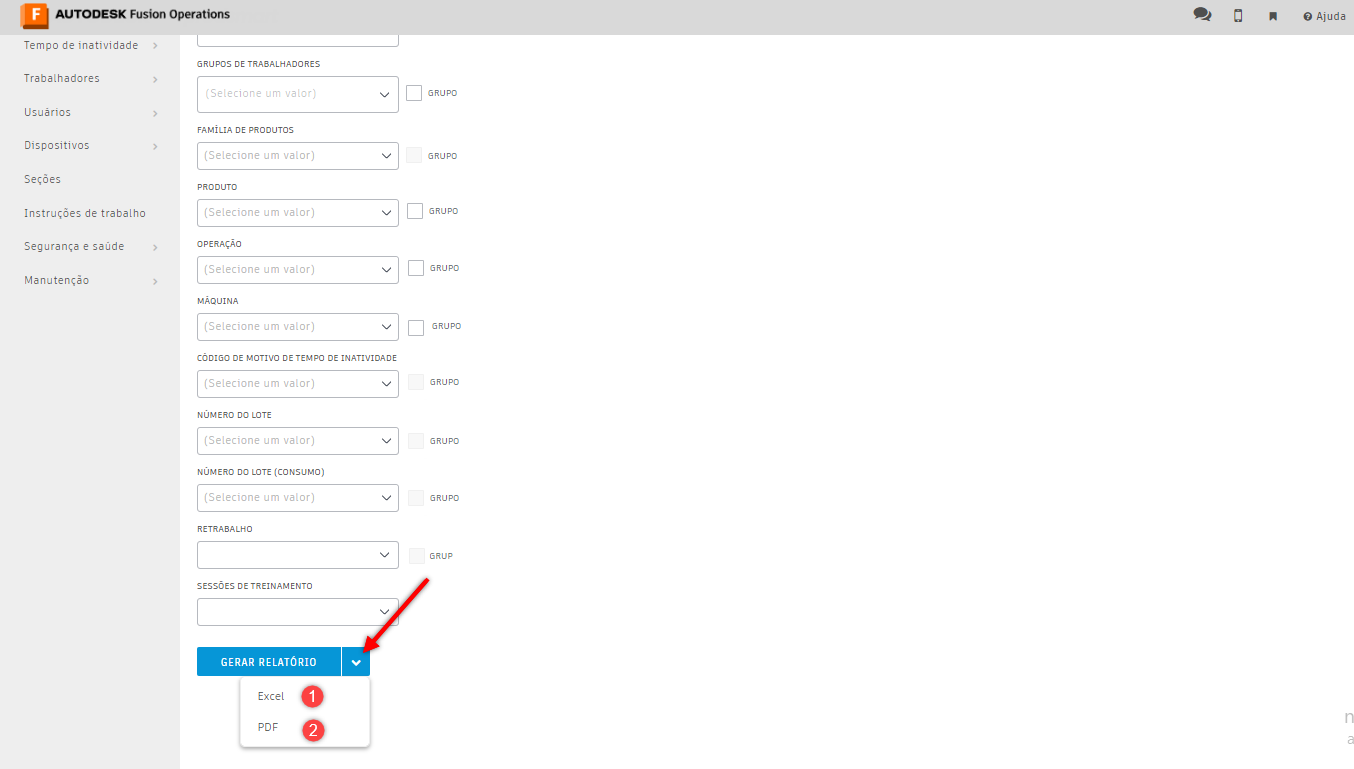 F AUTODESK Fusion Operations
Ajuda
Tempo de inatividade
Trabalhadores
Usuários
Dispositivos
Seções
Instruções de trabalho
Segurança e saúde
Manutenção
GRUPOS DE TRABALHADORES
(Selecione um valor) GRUPO
FAMÍLIA DE PRODUTOS
(Selecione um valor) GRUPO
PRODUTO
(Selecione um valor) GRUPO
OPERAÇÃO
(Selecione um valor) GRUPO
MÁQUINA
(Selecione um valor) GRUPO
CÓDIGO DE MOTIVO DE TEMPO DE INATIVIDADE
(Selecione um valor) GRUPO
NÚMERO DO LOTE
(Selecione um valor) GRUPO
NÚMERO DO LOTE (CONSUMO)
(Selecione um valor) GRUPO
RETRABALHO
GRUP
SESSÕES DE TREINAMENTO
GERAR RELATÓRIO
Excel 1
PDF 2
n
a